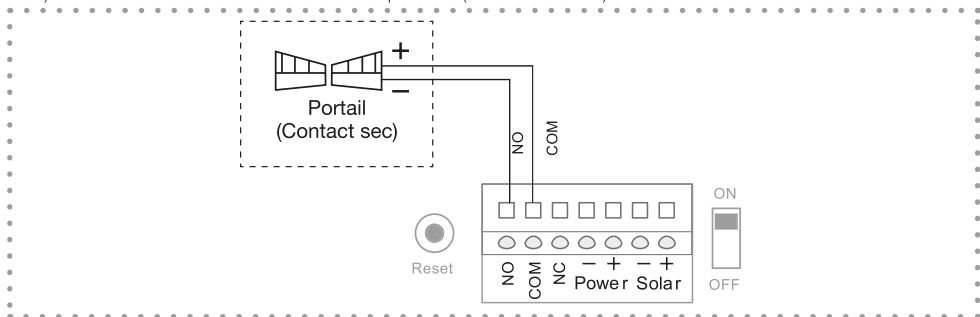 +
−
Portail
(Contact sec)
NO
COM
ON
Reset
OFF
NO
COM
NC
− + − +
Power Solar